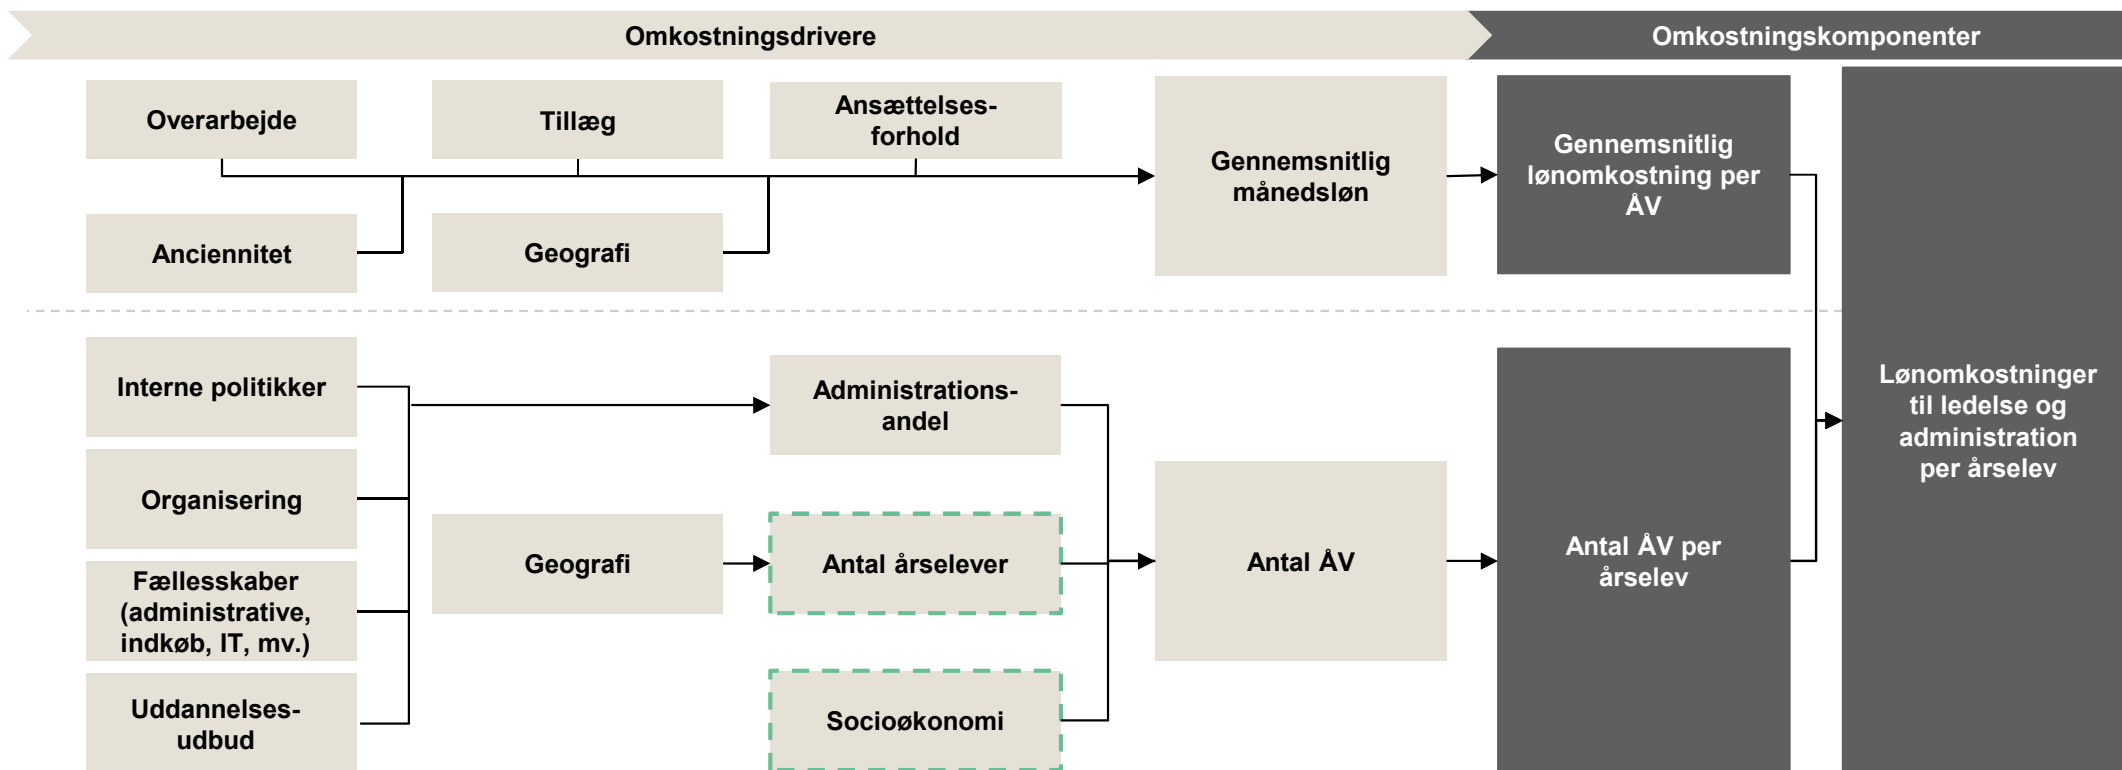 Omkostningsdrivere
Omkostningskomponenter
Overarbejde
Tillæg
Ansættelses-
forhold
Anciennitet
Geografi
Gennemsnitlig
månedsløn
Gennemsnitlig
lønomkostning per
ÅV
Interne politikker
Organisering
Fællesskaber
(administrative,
indkøb, IT, mv.)
Uddannelses-
udbud
Geografi
Administrations-
andel
Antal årselever
Socioøkonomi
Antal ÅV
Antal ÅV per
årselev
Lønomkostninger
til ledelse og
administration
per årselev